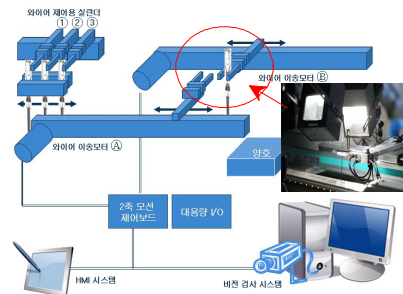 와이어 제어용 실린더
① ② ③
와이어 이송모터 Ⓑ
와이어 이송모터 Ⓐ
양호
2축 모션
제어보드
대용량 I/O
HMI 시스템
비전 검사 시스템